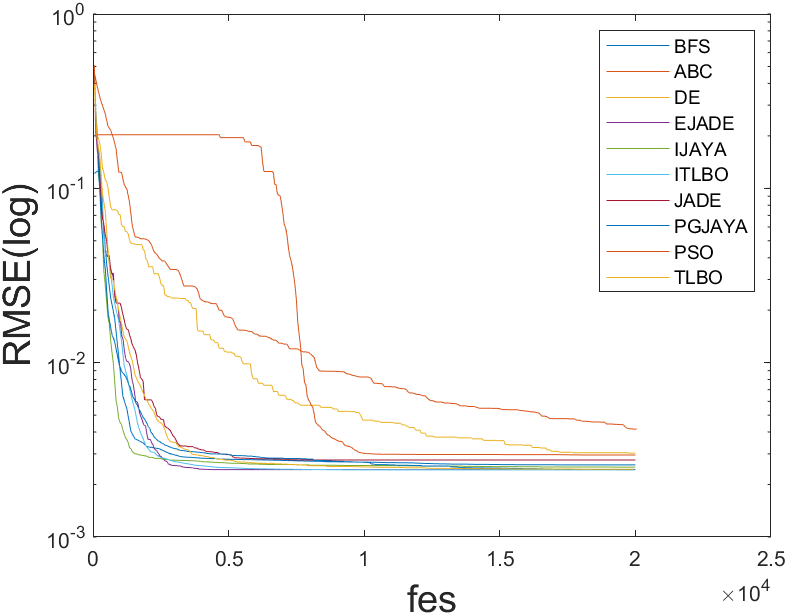 10^0
10^-1
10^-2
10^-3
RMSE(log)
BFS
ABC
DE
EJADE
IJAYA
ITLBO
JADE
PGJAYA
PSO
TLBO
0 0.5 1 1.5 2 2.5
×10^4
fes